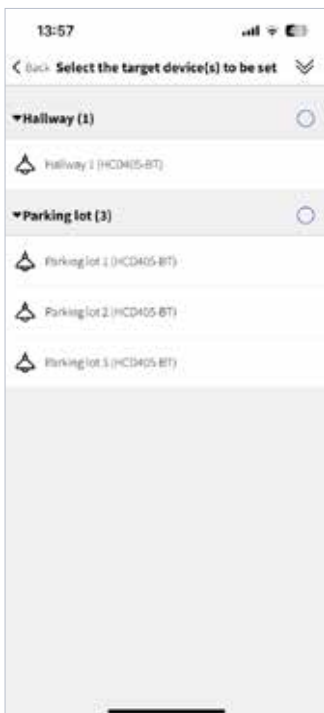 13:57
Back Select the target device(s) to be set
Hallway (1)
Hallway 1 (HCD405-BT)
Parking lot (3)
Parking lot 1 (HCD405-BT)
Parking lot 2 (HCD405-BT)
Parking lot 3 (HCD405-BT)